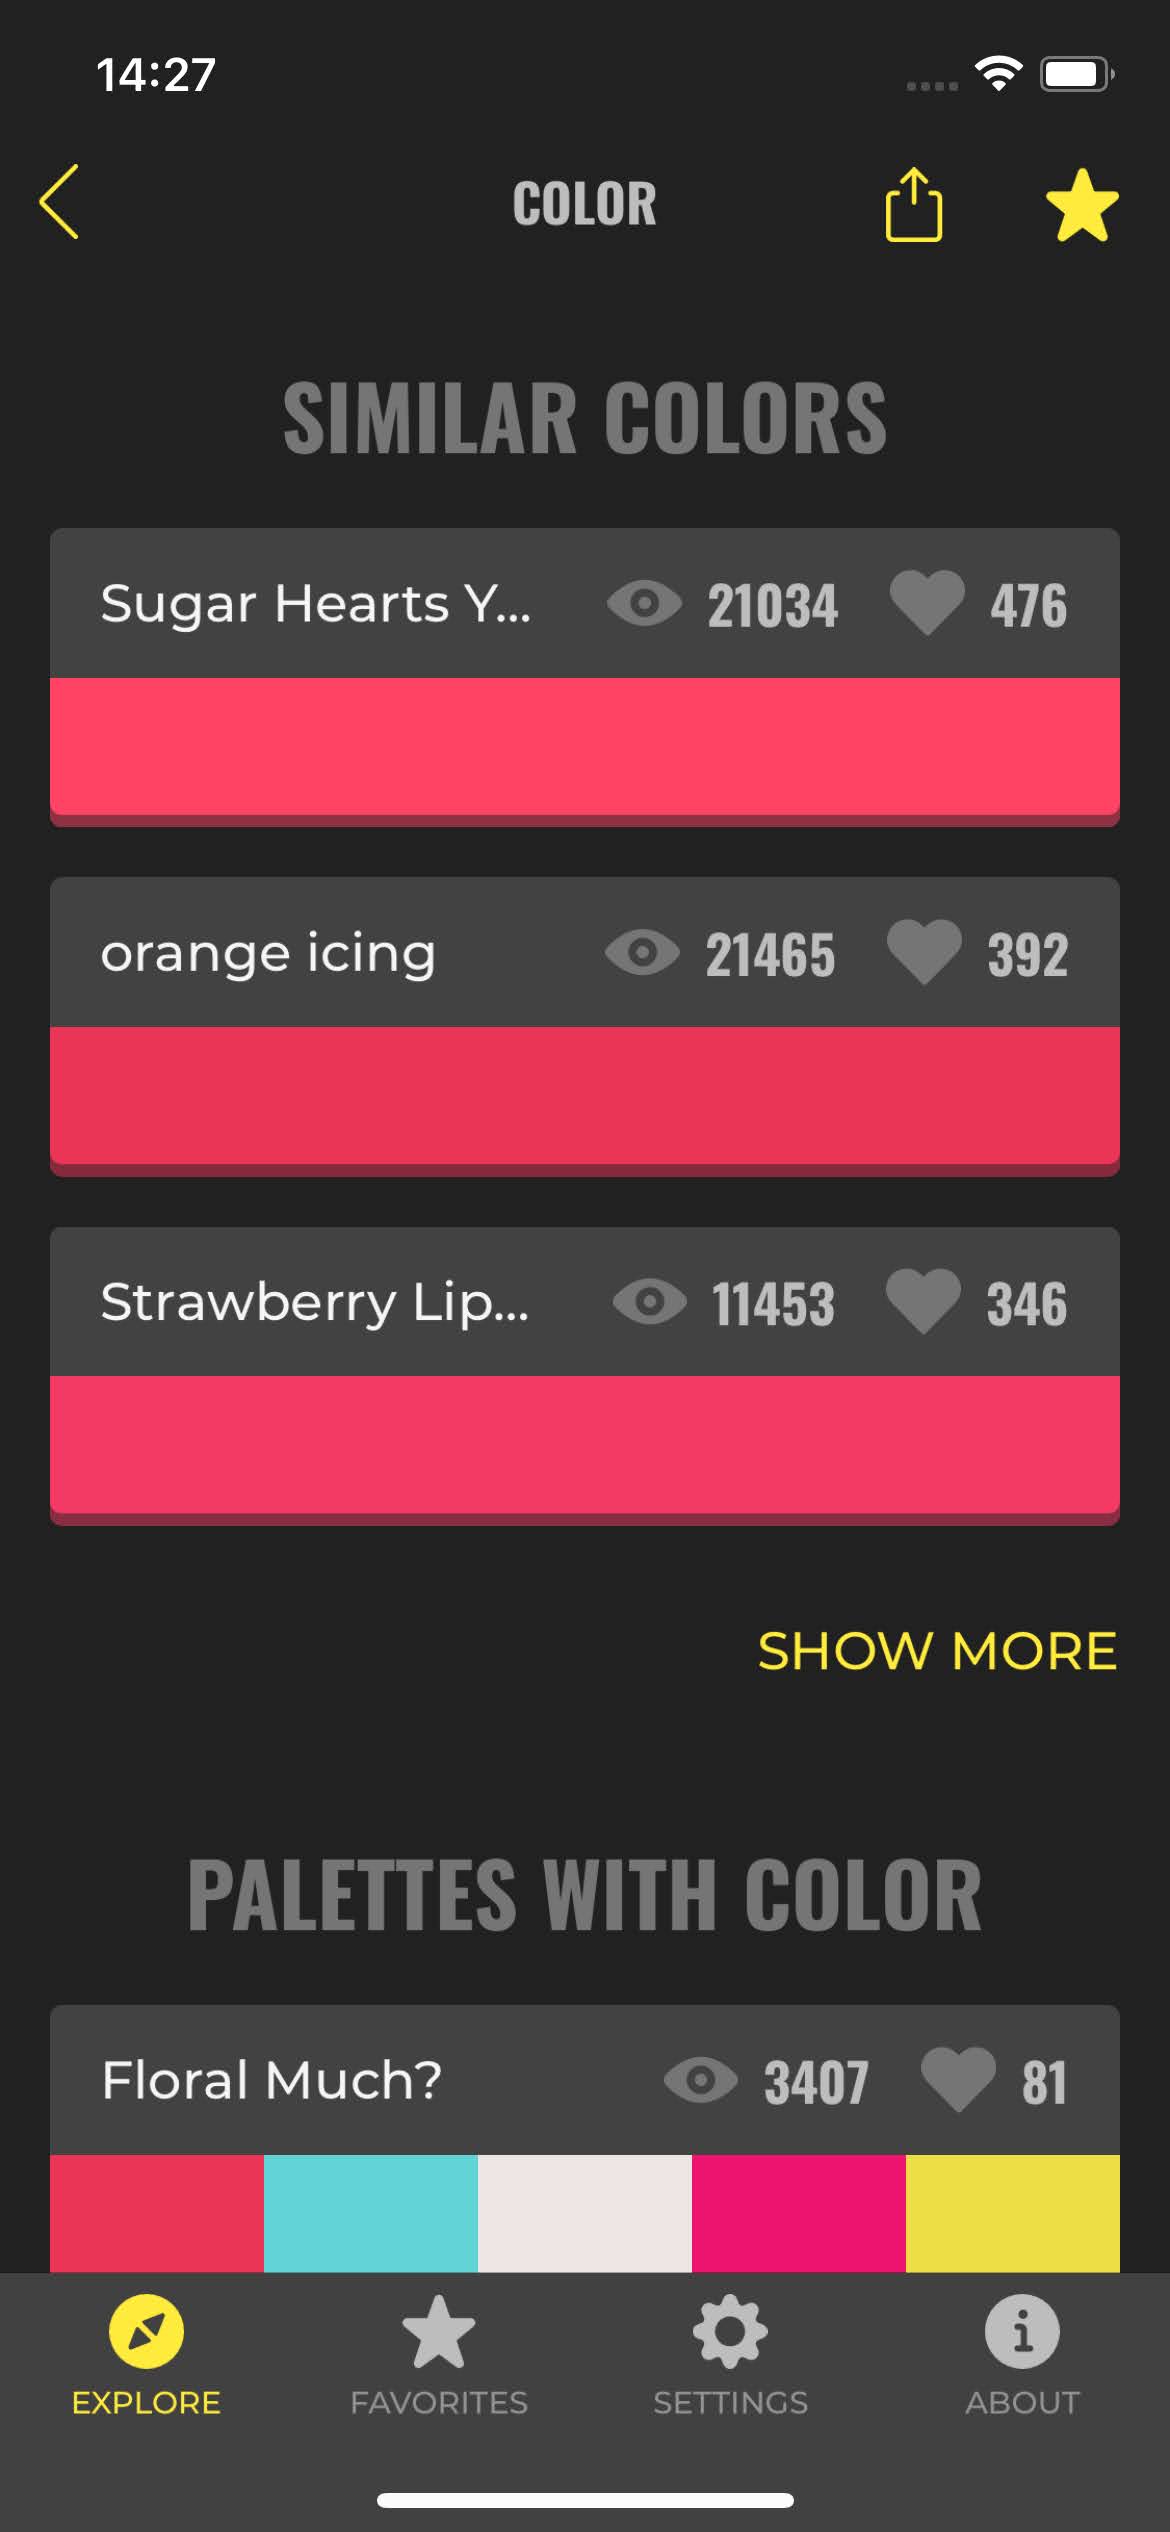 14:27
COLOR
SIMILAR COLORS
Sugar Hearts Y... 21034 476
orange icing 21465 392
Strawberry Lip... 11453 346
SHOW MORE
PALETTES WITH COLOR
Floral Much? 3407 81
EXPLORE FAVORITES SETTINGS ABOUT